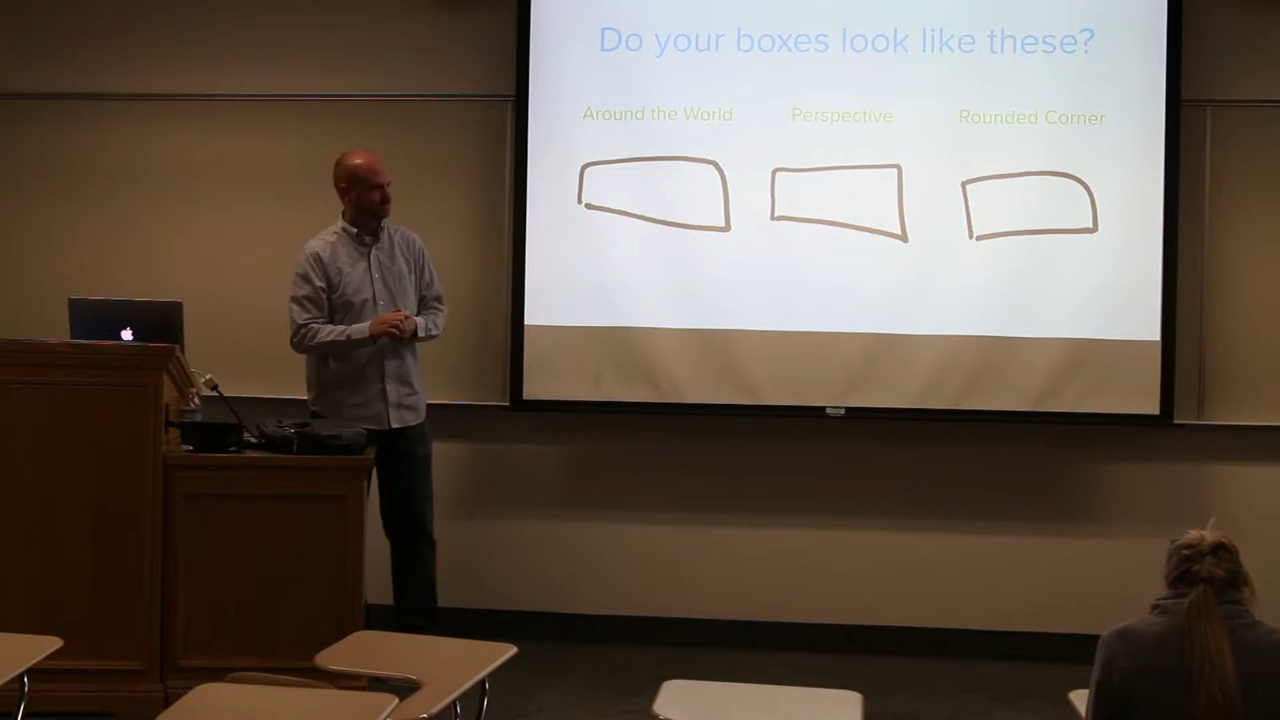 Do your boxes look like these?
Around the World
Perspective
Rounded Corner